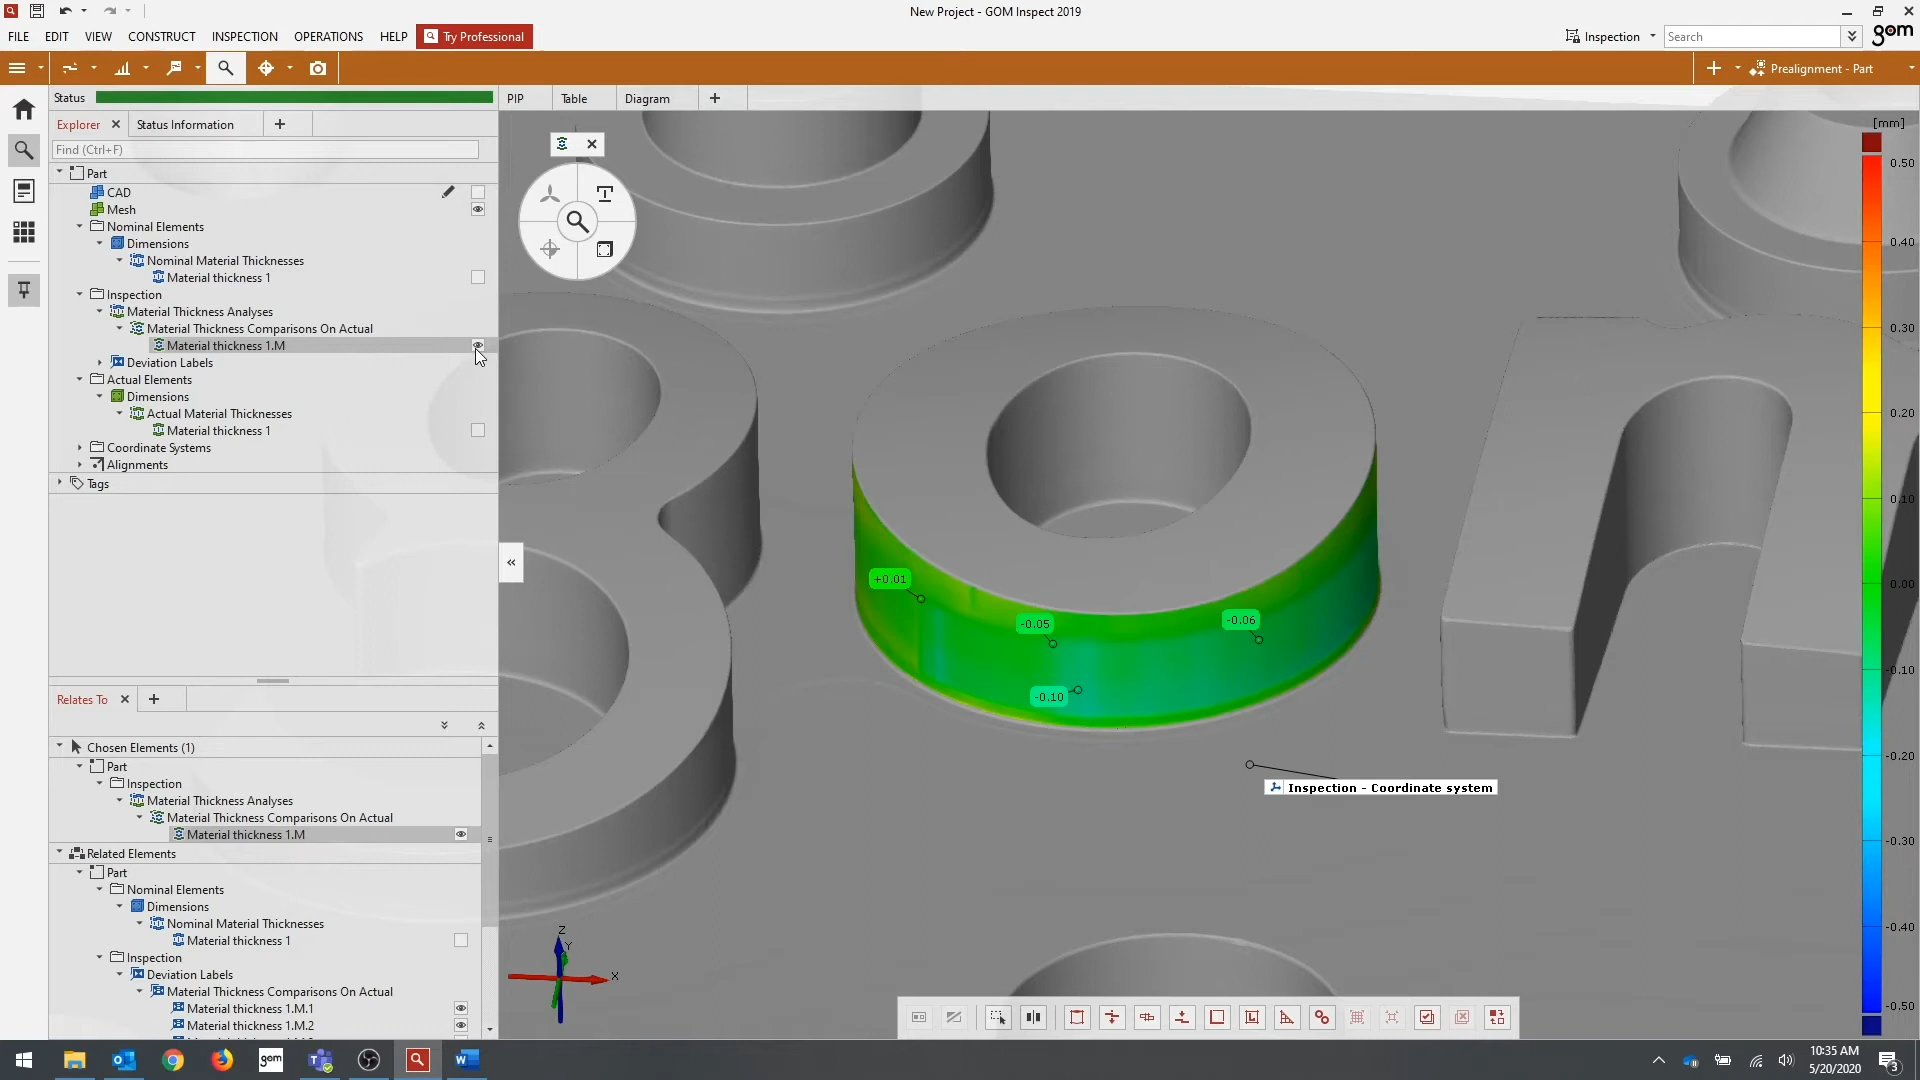 New Project - GOM Inspect 2019
FILE EDIT VIEW CONSTRUCT INSPECTION OPERATIONS HELP Try Professional Inspection Search gom
Prealignment - Part
Status PIP Table Diagram
Explorer Status Information
Find (Ctrl+F)
Part
CAD
Mesh
Nominal Elements
Dimensions
Nominal Material Thicknesses
Material thickness 1
Inspection
Material Thickness Analyses
Material Thickness Comparisons On Actual
Material thickness 1.M
Deviation Labels
Actual Elements
Dimensions
Actual Material Thicknesses
Material thickness 1
Coordinate Systems
Alignments
Tags
Relates To
Chosen Elements (1)
Part
Inspection
Material Thickness Analyses
Material Thickness Comparisons On Actual
Material thickness 1.M
Related Elements
Part
Nominal Elements
Dimensions
Nominal Material Thicknesses
Material thickness 1
Inspection
Deviation Labels
Material Thickness Comparisons On Actual
Material thickness 1.M.1
Material thickness 1.M.2
+0.01
-0.05
-0.06
-0.10
Inspection - Coordinate system
Z
Y
X
[mm]
0.50
0.40
0.30
0.20
0.10
0.00
-0.10
-0.20
-0.30
-0.40
-0.50
gom
10:35 AM
5/20/2020
3